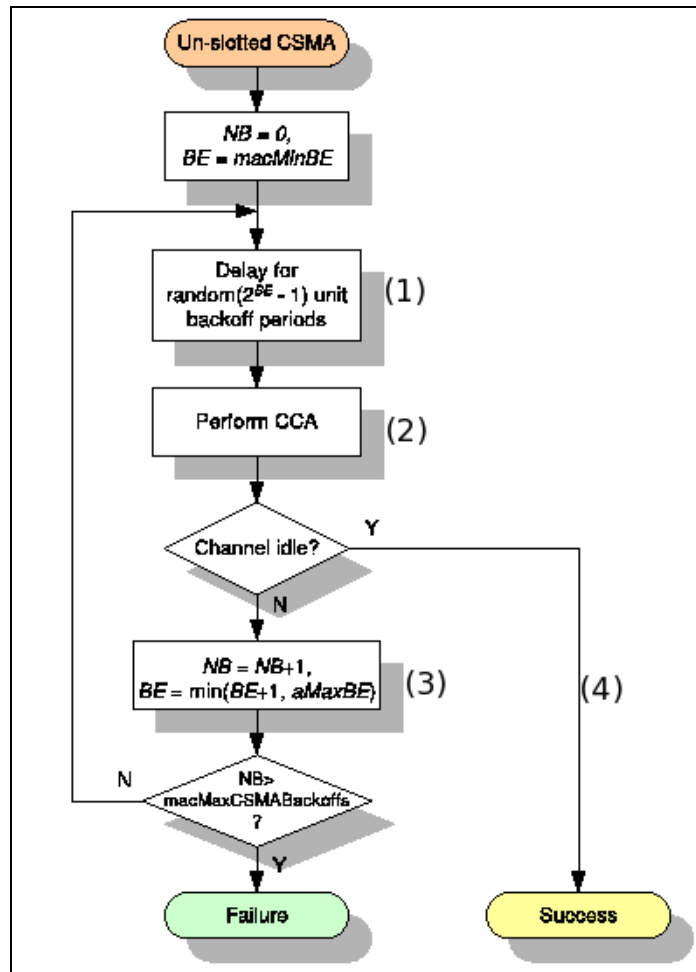 Un-slotted CSMA
NB = 0,
BE = macMinBE
Delay for
random(2^BE - 1) unit
backoff periods
(1)
Perform CCA
(2)
Channel idle?
Y
N
NB = NB+1,
BE = min(BE+1, aMaxBE)
(3)
(4)
N
NB>
macMaxCSMABackoffs
?
Y
Failure
Success